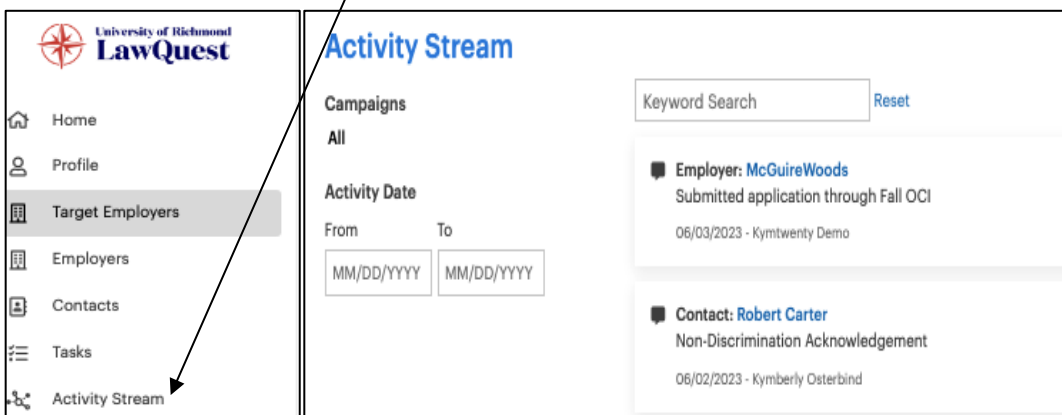 University of Richmond
LawQuest
Home
Profile
Target Employers
Employers
Contacts
Tasks
Activity Stream
Activity Stream
Campaigns
All
Activity Date
From To
MM/DD/YYYY MM/DD/YYYY
Keyword Search Reset
Employer: McGuireWoods
Submitted application through Fall OCI
06/03/2023 - Kymtwenty Demo
Contact: Robert Carter
Non-Discrimination Acknowledgement
06/02/2023 - Kymberly Osterbind